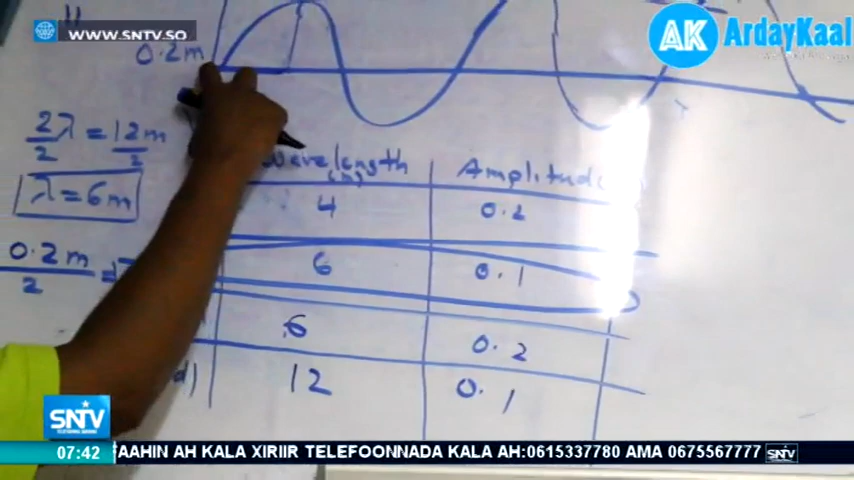 WWW.SNTV.SO
AK ArdayKaal
0.2m
2λ = 12m
2 2
λ = 6m
0.2m =
2
Wavelength Amplitude
(m)
4 0.2
6 0.1
6 0.2
d) 12 0.1
SNTV
07:42 AAHIN AH KALA XIRIIR TELEFOONNADA KALA AH:0615337780 AMA 0675567777 SNTV